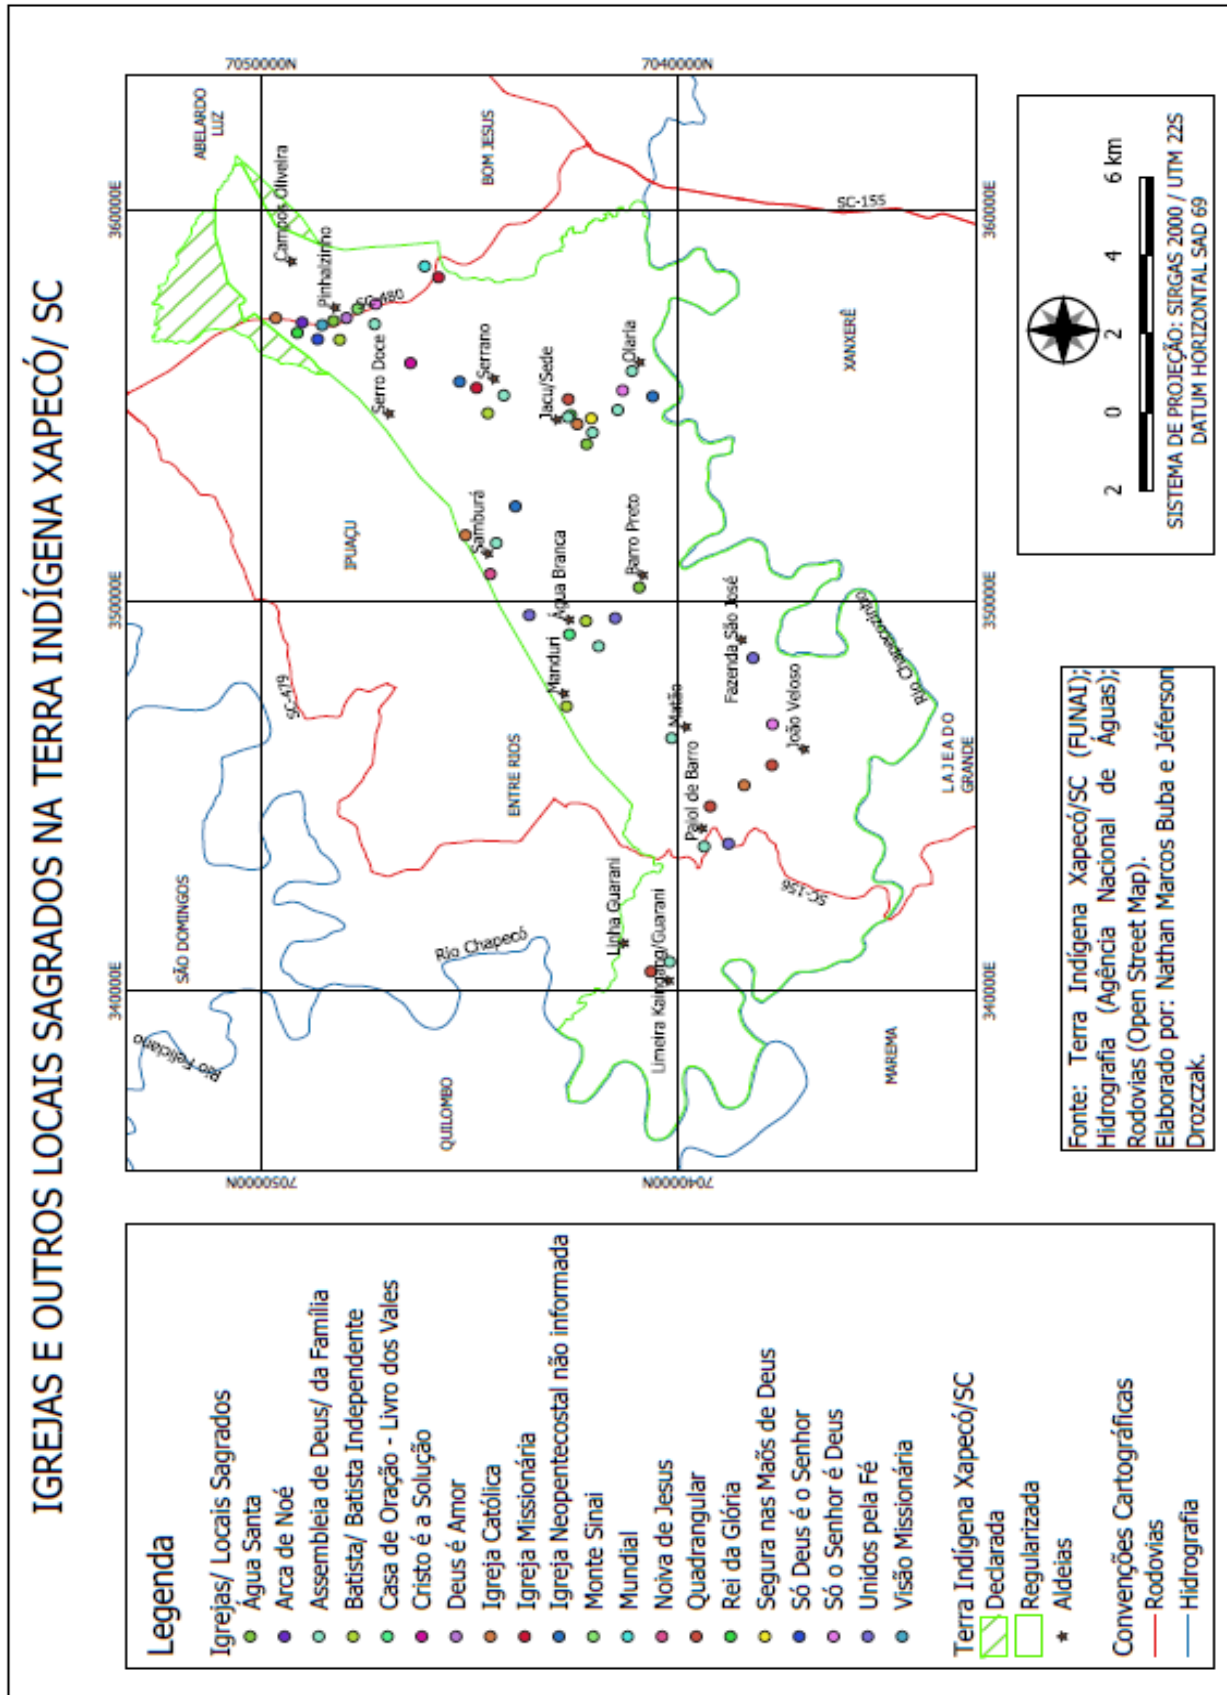 IGREJAS E OUTROS LOCAIS SAGRADOS NA TERRA INDÍGENA XAPECÓ/ SC
340000E
350000E
360000E
7050000N
7040000N
7050000N
7040000N
340000E
350000E
360000E
SÃO DOMINGOS
ABELARDO
LUZ
IPUAÇU
ENTRE RIOS
BOM JESUS
QUILOMBO
XANXERÊ
MAREMA
LAJEADO
GRANDE
Rio Feliciano
Rio Chapecó
Rio Chapecozinho
SC-479
SC-480
SC-155
SC-156
Campos Oliveira
Pinhalzinho
Serro Doce
Serrano
Jacu/Sede
Olaria
Samburá
Água Branca
Barro Preto
Manduri
Matão
Fazenda São José
João Veloso
Paiol de Barro
Linha Guarani
Limeira Kaingang/Guarani
Legenda
Igrejas/ Locais Sagrados
Água Santa
Arca de Noé
Assembleia de Deus/ da Família
Batista/ Batista Independente
Casa de Oração - Livro dos Vales
Cristo é a Solução
Deus é Amor
Igreja Católica
Igreja Missionária
Igreja Neopentecostal não informada
Monte Sinai
Mundial
Noiva de Jesus
Quadrangular
Rei da Glória
Segura nas Maõs de Deus
Só Deus é o Senhor
Só o Senhor é Deus
Unidos pela Fé
Visão Missionária
Terra Indígena Xapecó/SC
Declarada
Regularizada
Aldeias
Convenções Cartográficas
Rodovias
Hidrografia
Fonte: Terra Indígena Xapecó/SC (FUNAI);
Hidrografia (Agência Nacional de Águas);
Rodovias (Open Street Map).
Elaborado por: Nathan Marcos Buba e Jéferson
Drozczak.
2 0 2 4 6 km
SISTEMA DE PROJEÇÃO: SIRGAS 2000 / UTM 22S
DATUM HORIZONTAL SAD 69